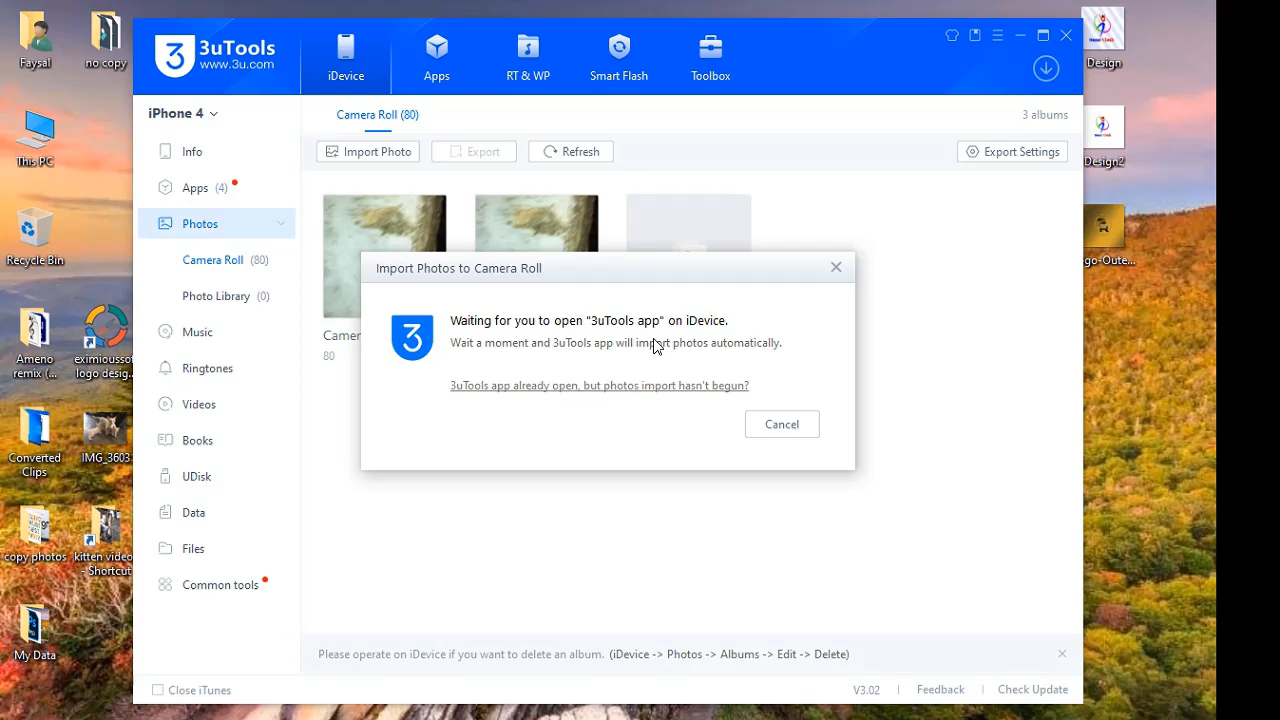 Faysal
no copy
3uTools
www.3u.com
iDevice
Apps
RT & WP
Smart Flash
Toolbox
Design
This PC
Design2
Recycle Bin
go-Oute...
Ameno
remix (...
eximioussof
logo desig...
Converted
Clips
IMG_3603
copy photos
kitten video
- Shortcut
My Data
iPhone 4
Info
Apps (4)
Photos
Camera Roll (80)
Photo Library (0)
Music
Ringtones
Videos
Books
UDisk
Data
Files
Common tools
Camera Roll (80)
3 albums
Import Photo
Export
Refresh
Export Settings
Camer
80
Import Photos to Camera Roll
3
Waiting for you to open "3uTools app" on iDevice.
Wait a moment and 3uTools app will import photos automatically.
3uTools app already open, but photos import hasn't begun?
Cancel
Please operate on iDevice if you want to delete an album. (iDevice -> Photos -> Albums -> Edit -> Delete)
Close iTunes
V3.02
Feedback
Check Update